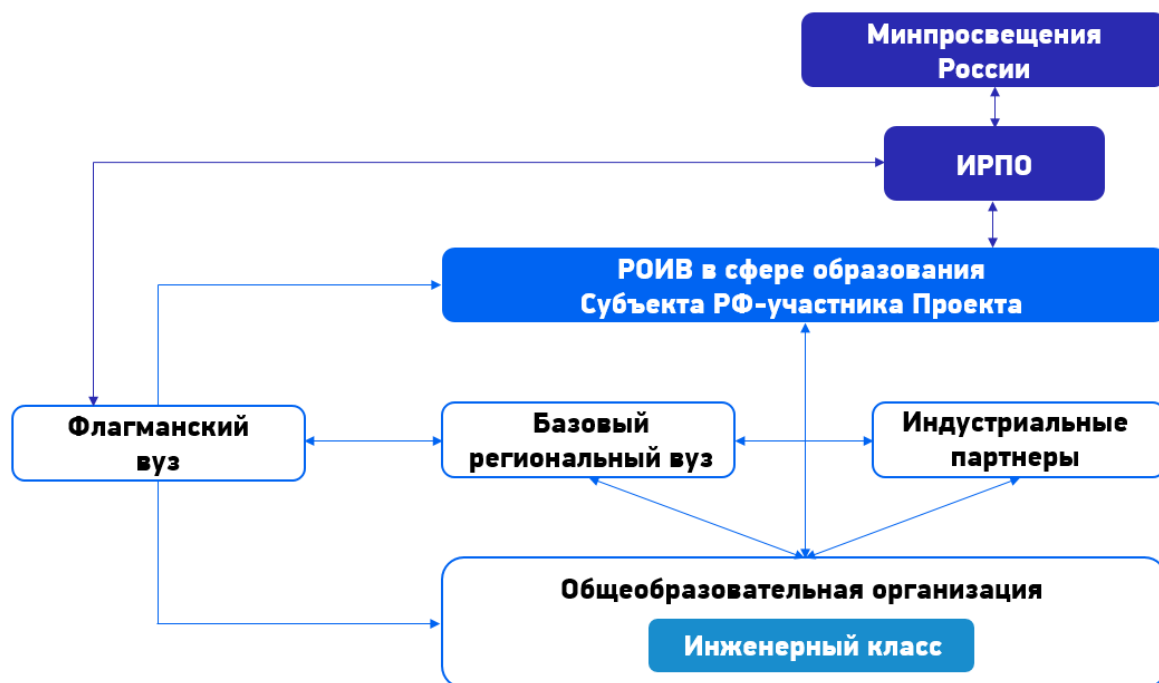 Минпросвещения
России
ИРПО
РОИВ в сфере образования
Субъекта РФ-участника Проекта
Флагманский
вуз
Базовый
региональный вуз
Индустриальные
партнеры
Общеобразовательная организация
Инженерный класс